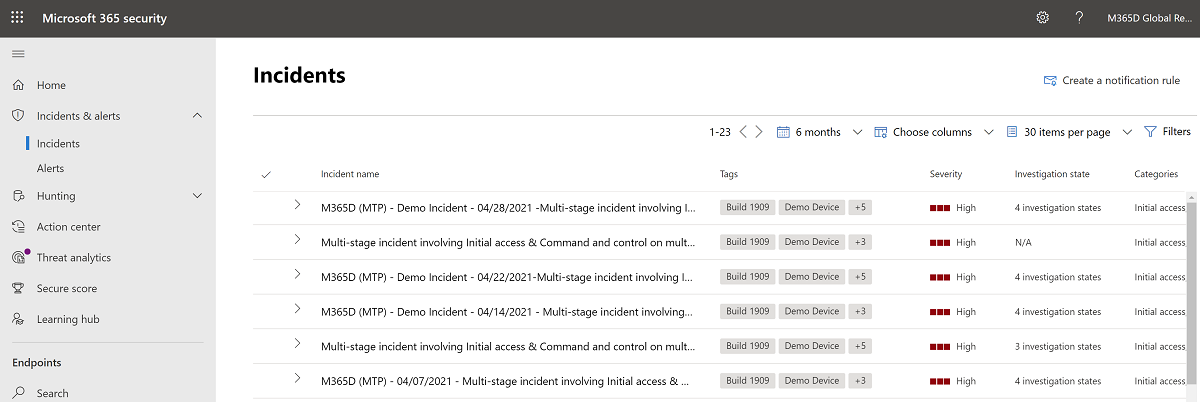 Microsoft 365 security
? M365D Global Re...
Home
Incidents & alerts
Incidents
Alerts
Hunting
Action center
Threat analytics
Secure score
Learning hub
Endpoints
Search
Incidents
Create a notification rule
1-23 6 months Choose columns 30 items per page Filters
Incident name Tags Severity Investigation state Categories
M365D (MTP) - Demo Incident - 04/28/2021 -Multi-stage incident involving I... Build 1909 Demo Device +5 High 4 investigation states Initial access,
Multi-stage incident involving Initial access & Command and control on mult... Build 1909 Demo Device +3 High N/A Initial access,
M365D (MTP) - Demo Incident - 04/22/2021-Multi-stage incident involving I... Build 1909 Demo Device +5 High 4 investigation states Initial access,
M365D (MTP) - Demo Incident - 04/14/2021 - Multi-stage incident involving... Build 1909 Demo Device +3 High 4 investigation states Initial access,
Multi-stage incident involving Initial access & Command and control on mult... Build 1909 Demo Device +5 High 3 investigation states Initial access,
M365D (MTP) - 04/07/2021 - Multi-stage incident involving Initial access & ... Build 1909 Demo Device +3 High 4 investigation states Initial access,